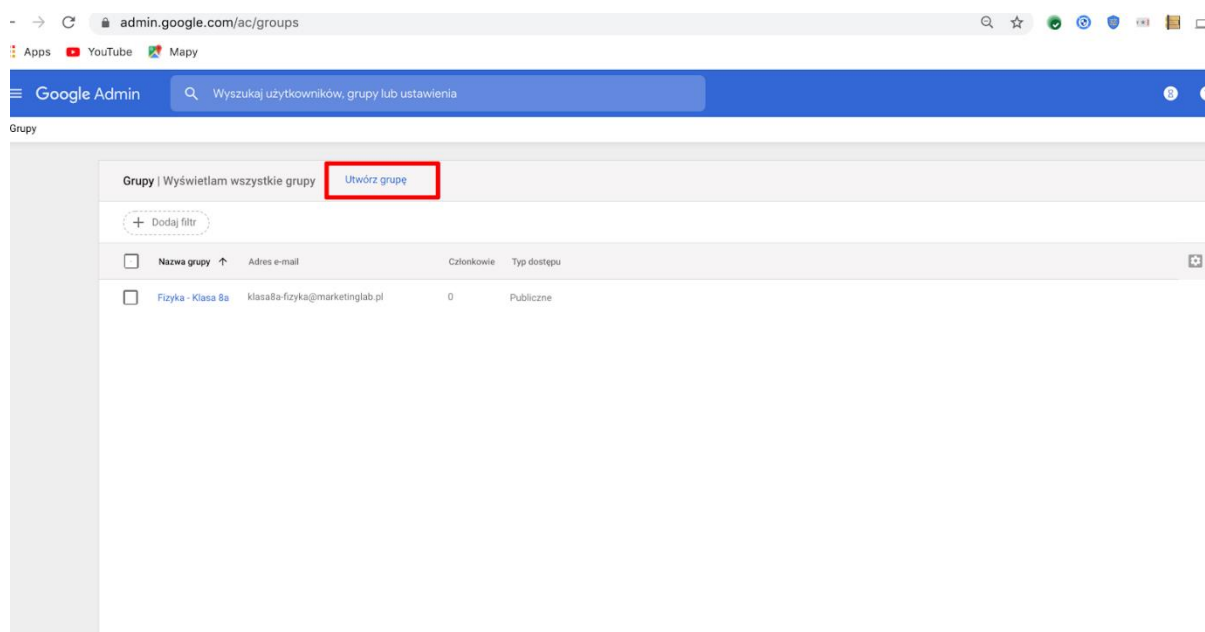 admin.google.com/ac/groups
Apps YouTube Mapy
Google Admin Wyszukaj użytkowników, grupy lub ustawienia
Grupy
Grupy | Wyświetlam wszystkie grupy Utwórz grupę
Dodaj filtr
Nazwa grupy Adres e-mail Członkowie Typ dostępu
Fizyka - Klasa 8a klasa8a-fizyka@marketinglab.pl 0 Publiczne